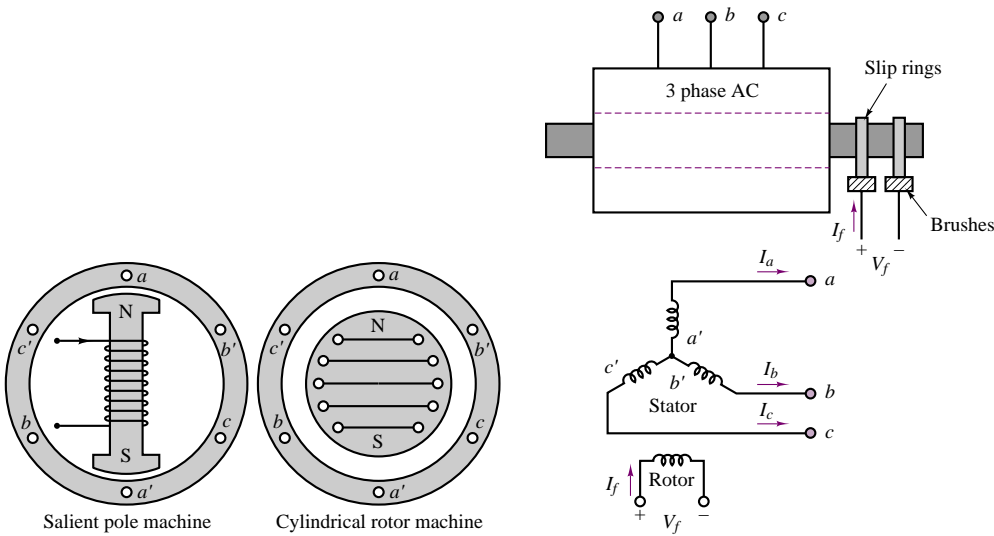 a b c
3 phase AC
Slip rings
Brushes
I_f
+ V_f −
a
N
c' b'
b c
S
a'
Salient pole machine
a
N
c' b'
b c
S
a'
Cylindrical rotor machine
I_a a
a'
c' b' I_b b
Stator
I_c c
Rotor
I_f
+ V_f −